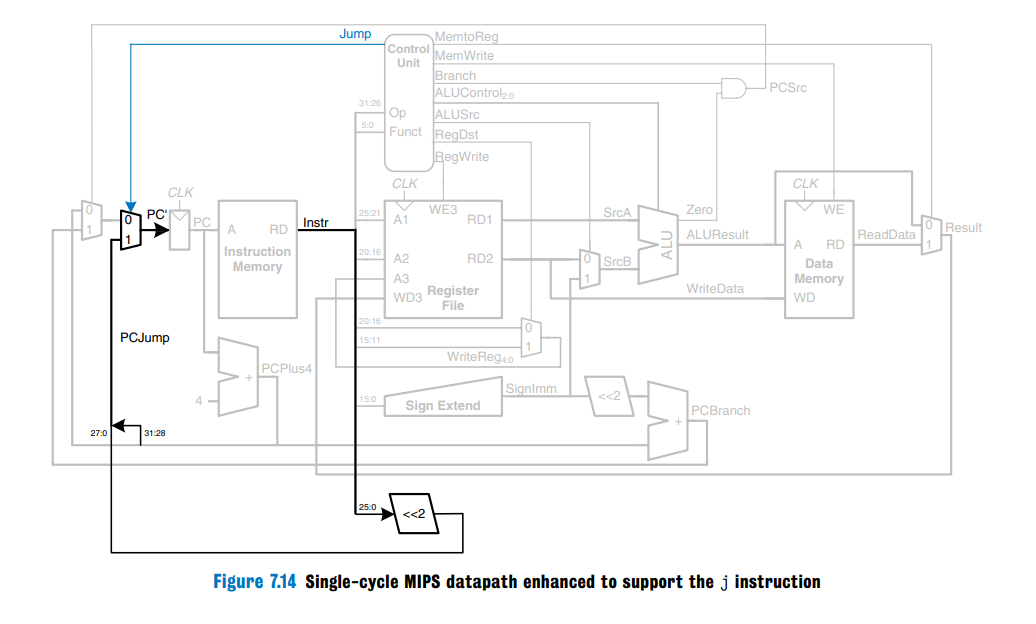 Jump
Control
Unit
MemtoReg
MemWrite
Branch
ALUControl2:0
PCSrc
31:26
Op
ALUSrc
5:0
Funct
RegDst
RegWrite
CLK
CLK
CLK
0
1
0
1
PC'
PC
A
RD
Instruction
Memory
Instr
25:21
A1
WE3
RD1
SrcA
Zero
WE
0
1
Result
20:16
A2
RD2
0
1
SrcB
ALU
ALUResult
A
RD
ReadData
Data
Memory
A3
WD3
Register
File
WriteData
WD
20:16
0
15:11
1
WriteReg4:0
PCJump
+
PCPlus4
4
15:0
Sign Extend
SignImm
<<2
+
PCBranch
27:0
31:28
25:0
<<2
Figure 7.14 Single-cycle MIPS datapath enhanced to support the j instruction